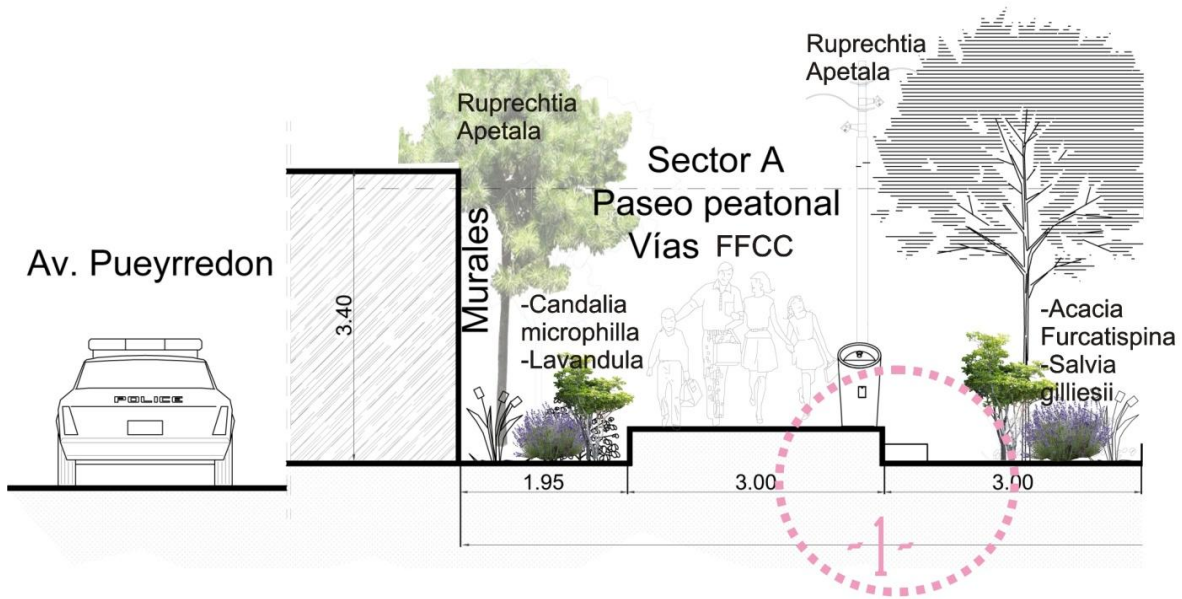 Ruprechtia
Apetala
Ruprechtia
Apetala
Sector A
Paseo peatonal
Vías FFCC
Av. Pueyrredon
Murales
3.40
-Candalia
microphilla
-Lavandula
-Acacia
Furcatispina
-Salvia
gilliesii
POLICE
1.95
3.00
3.00
-1-